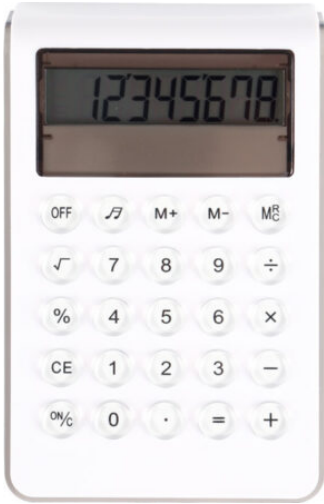 12345678.
OFF M+ M- MRC
√ 7 8 9 ÷
% 4 5 6 ×
CE 1 2 3 −
ON/C 0 · = +